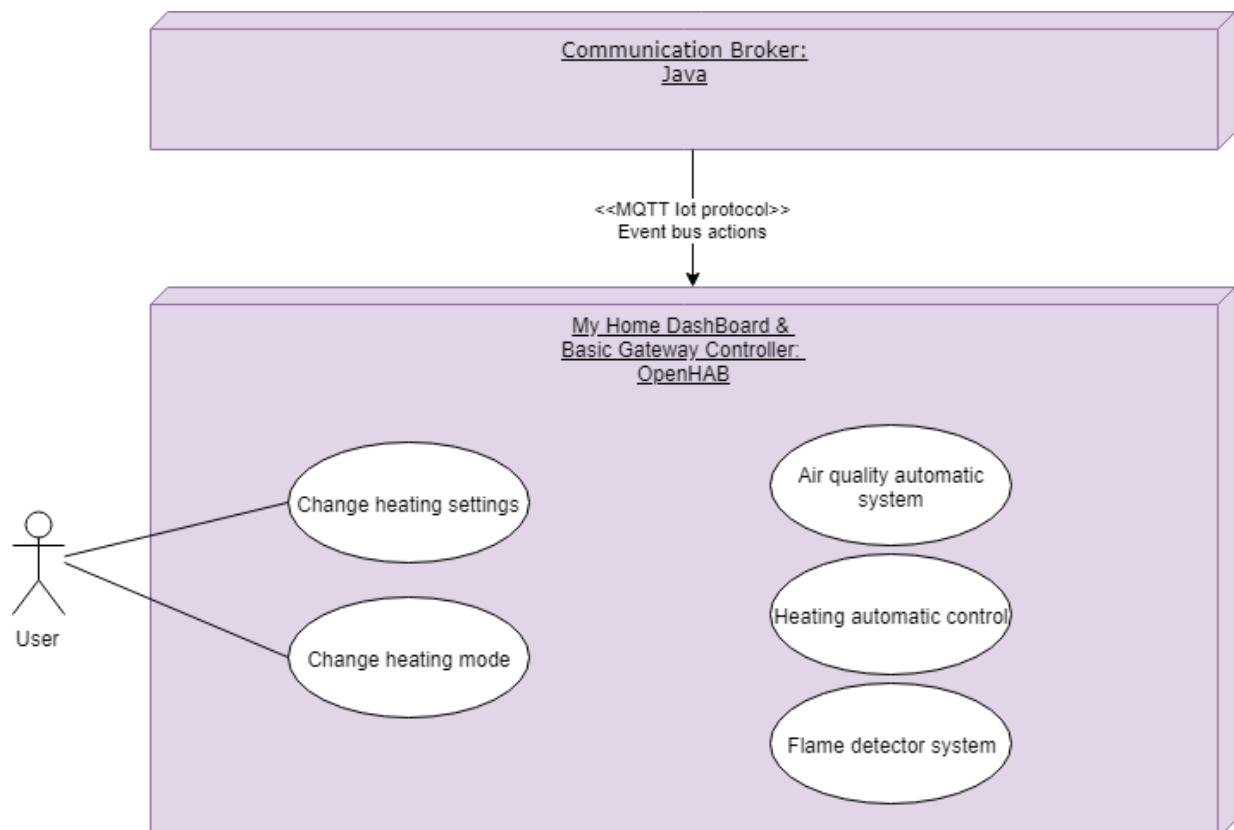 Communication Broker:
Java
<<MQTT Iot protocol>>
Event bus actions
My Home DashBoard &
Basic Gateway Controller:
OpenHAB
Change heating settings
Change heating mode
User
Air quality automatic
system
Heating automatic control
Flame detector system